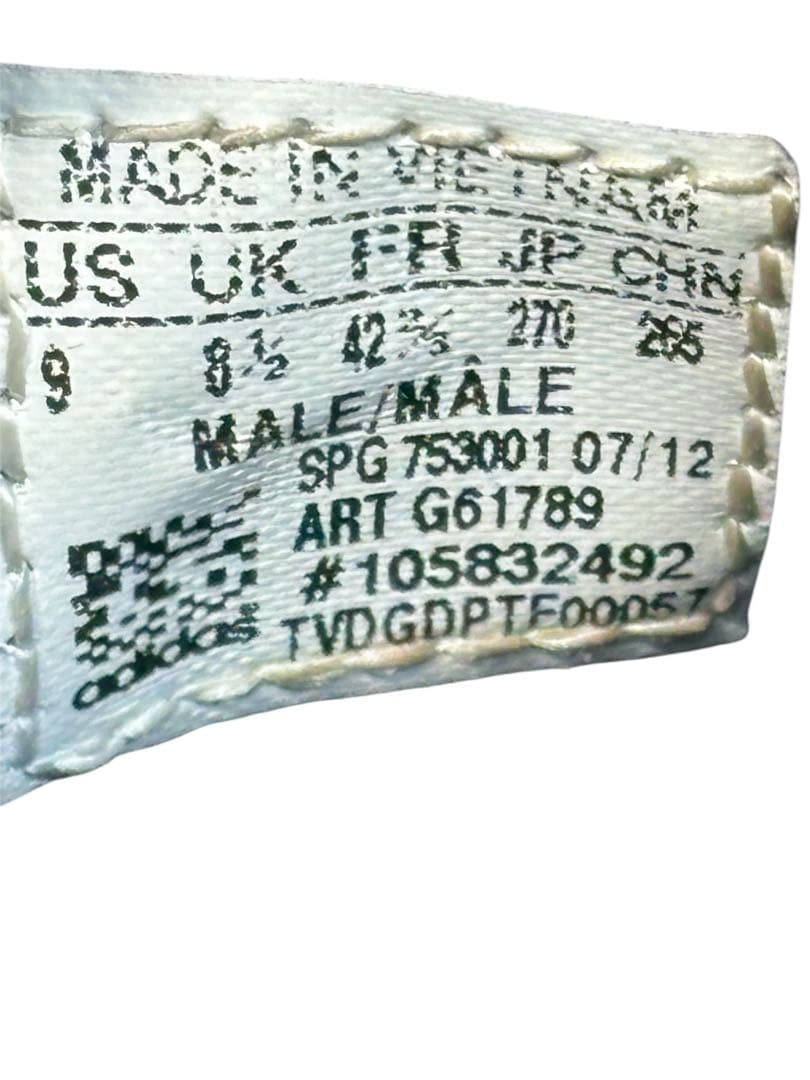 MADE IN VIETNAM
US UK FR JP CHN
9 8½ 42⅔ 270 265
MALE/MÂLE
SPG 753001 07/12
ART G61789
#105832492
TVDGDPTF00057
adidas